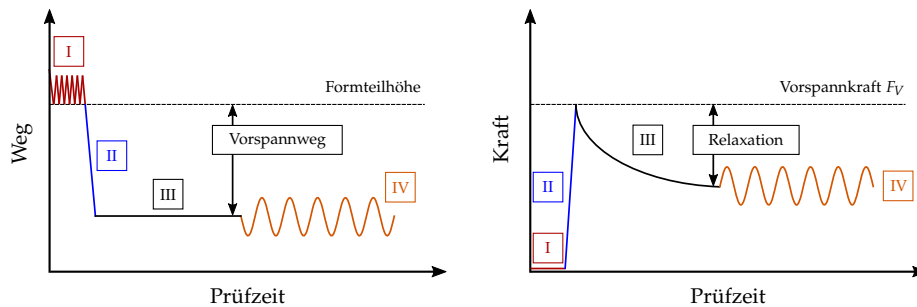 I
Formteilhöhe
Weg
Vorspannweg
II
III
IV
Prüfzeit
Vorspannkraft F_V
Kraft
III
Relaxation
II
IV
I
Prüfzeit